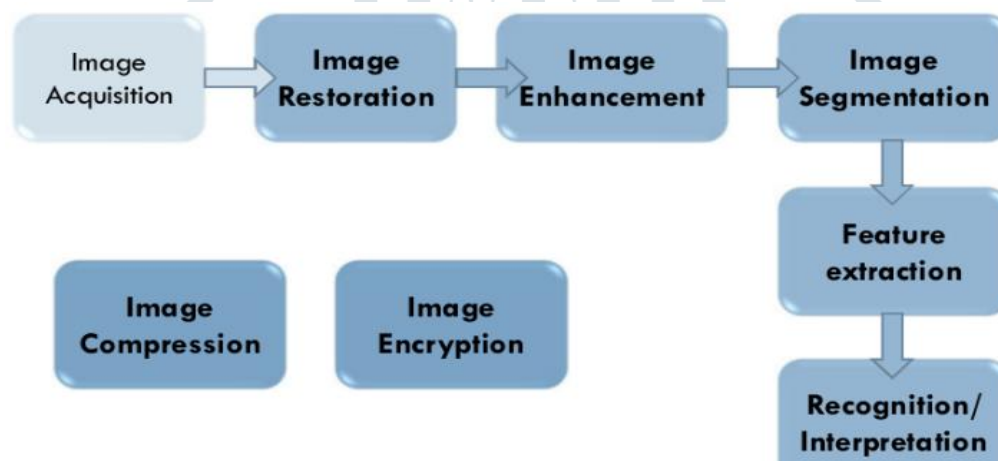 Image
Acquisition
Image
Restoration
Image
Enhancement
Image
Segmentation
Feature
extraction
Image
Compression
Image
Encryption
Recognition/
Interpretation